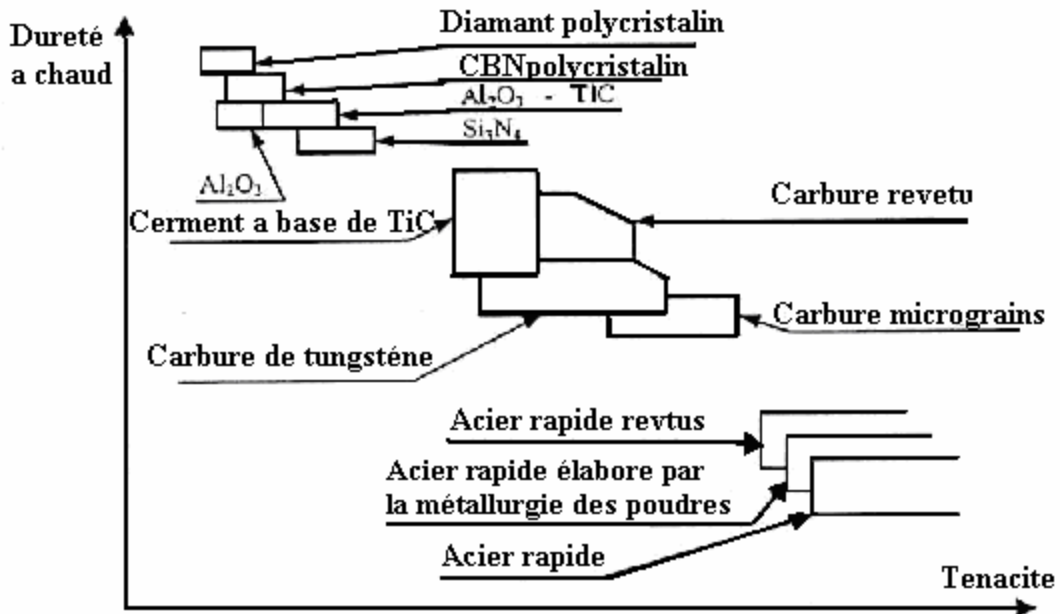 Dureté
a chaud
Diamant polycristalin
CBNpolycristalin
Al₂O₃ - TIC
Si₃N₄
Al₂O₃
Cerment a base de TiC
Carbure revetu
Carbure micrograins
Carbure de tungsténe
Acier rapide revtus
Acier rapide élabore par
la métallurgie des poudres
Acier rapide
Tenacite